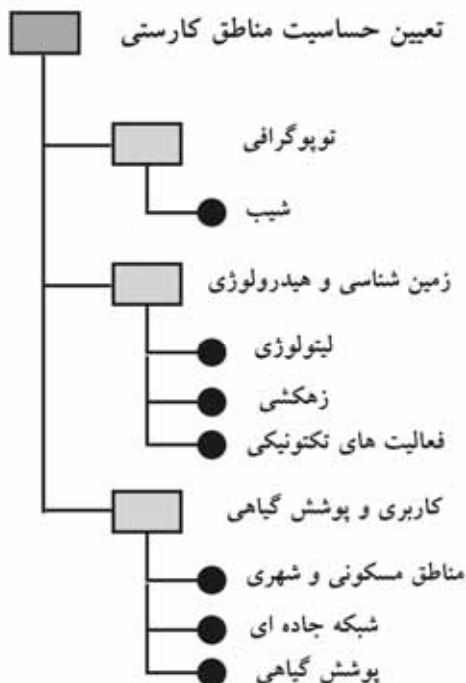 تعیین حساسیت مناطق کارستی
توپوگرافی
شیب
زمین شناسی و هیدرولوژی
لیتولوژی
زهکشی
فعالیت های تکتونیکی
کاربری و پوشش گیاهی
مناطق مسکونی و شهری
شبکه جاده ای
پوشش گیاهی